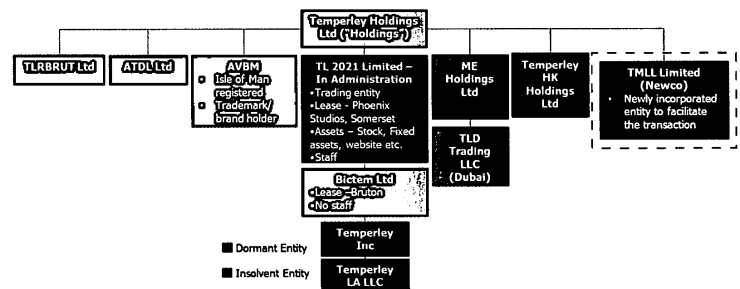 Temperley Holdings
Ltd ("Holdings")
TLRBRUT Ltd
ATDL Ltd
AVBM
Isle of Man
registered
Trademark/
brand holder
TL 2021 Limited –
In Administration
•Trading entity
•Lease - Phoenix
Studios, Somerset
•Assets – Stock, Fixed
assets, website etc.
•Staff
ME
Holdings
Ltd
Temperley
HK
Holdings
Ltd
TMLL Limited
(Newco)
• Newly incorporated
entity to facilitate
the transaction
TLD
Trading
LLC
(Dubai)
Bictem Ltd
•Lease –Bruton
•No staff
Temperley
Inc
Temperley
LA LLC
Dormant Entity
Insolvent Entity